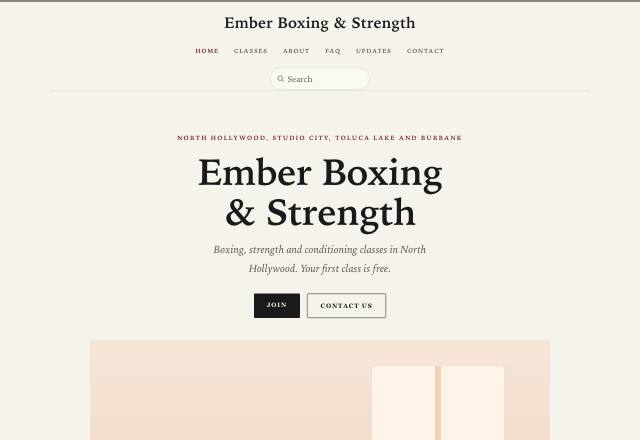 Ember Boxing & Strength
HOME CLASSES ABOUT FAQ UPDATES CONTACT
Search
NORTH HOLLYWOOD, STUDIO CITY, TOLUCA LAKE AND BURBANK
Ember Boxing
& Strength
Boxing, strength and conditioning classes in North
Hollywood. Your first class is free.
JOIN CONTACT US